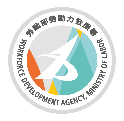 勞動部勞動力發展署
WORKFORCE DEVELOPMENT AGENCY, MINISTRY OF LABOR